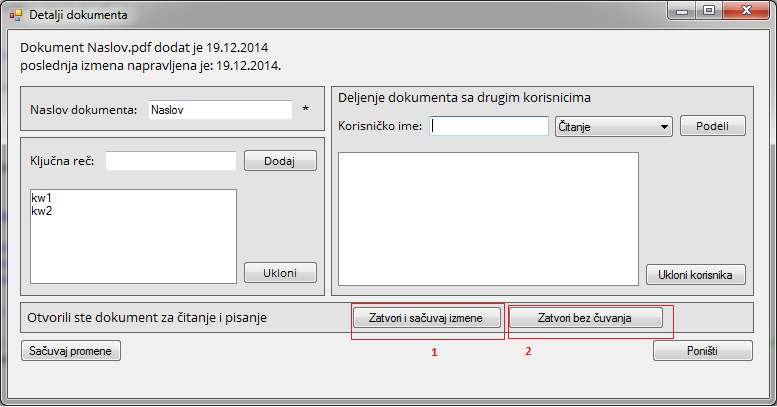 Detalji dokumenta
Dokument Naslov.pdf dodat je 19.12.2014
poslednja izmena napravljena je: 19.12.2014.
Naslov dokumenta: Naslov *
Ključna reč: Dodaj
kw1
kw2
Ukloni
Deljenje dokumenta sa drugim korisnicima
Korisničko ime: Čitanje Podeli
Ukloni korisnika
Otvorili ste dokument za čitanje i pisanje Zatvori i sačuvaj izmene Zatvori bez čuvanja
1 2
Sačuvaj promene Poništi